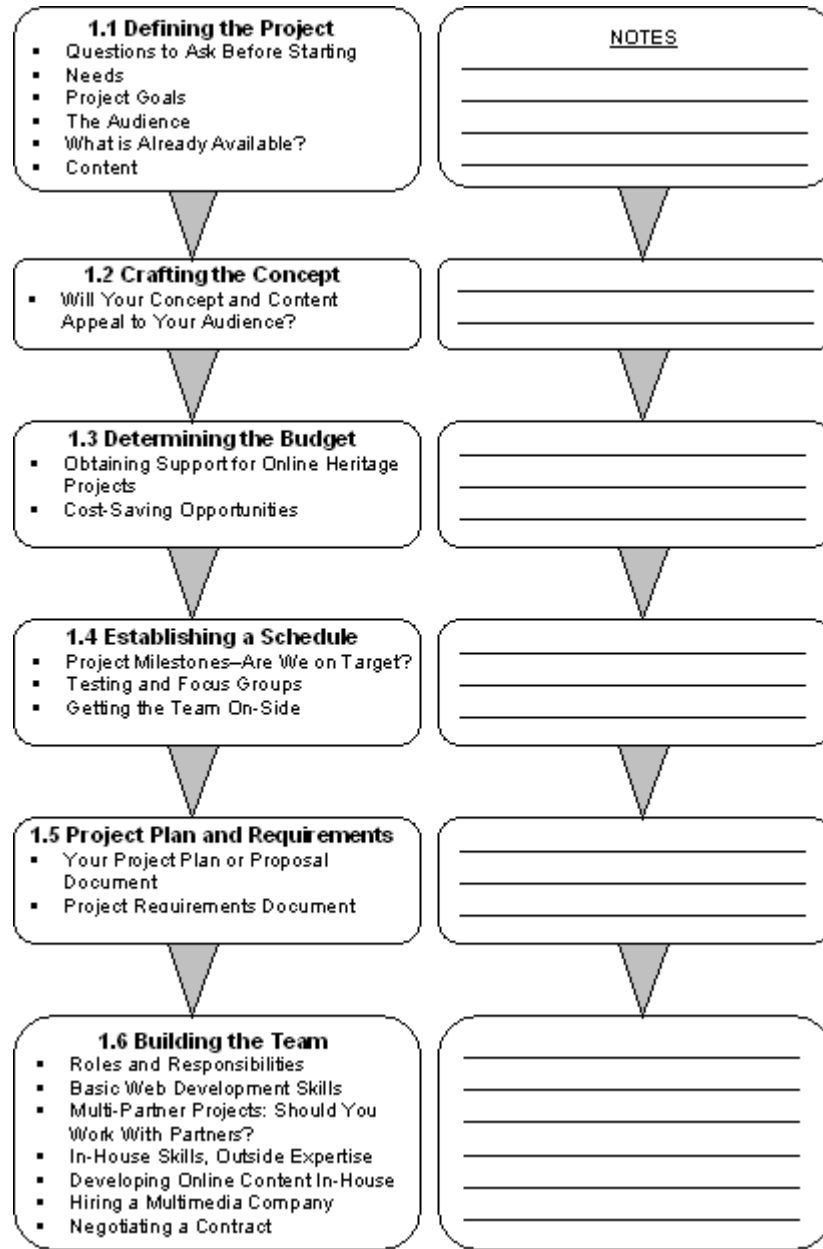 1.1 Defining the Project
▪ Questions to Ask Before Starting
▪ Needs
▪ Project Goals
▪ The Audience
▪ What is Already Available?
▪ Content
NOTES
1.2 Crafting the Concept
▪ Will Your Concept and Content
Appeal to Your Audience?
1.3 Determining the Budget
▪ Obtaining Support for Online Heritage
Projects
▪ Cost-Saving Opportunities
1.4 Establishing a Schedule
▪ Project Milestones–Are We on Target?
▪ Testing and Focus Groups
▪ Getting the Team On-Side
1.5 Project Plan and Requirements
▪ Your Project Plan or Proposal
Document
▪ Project Requirements Document
1.6 Building the Team
▪ Roles and Responsibilities
▪ Basic Web Development Skills
▪ Multi-Partner Projects: Should You
Work With Partners?
▪ In-House Skills, Outside Expertise
▪ Developing Online Content In-House
▪ Hiring a Multimedia Company
▪ Negotiating a Contract